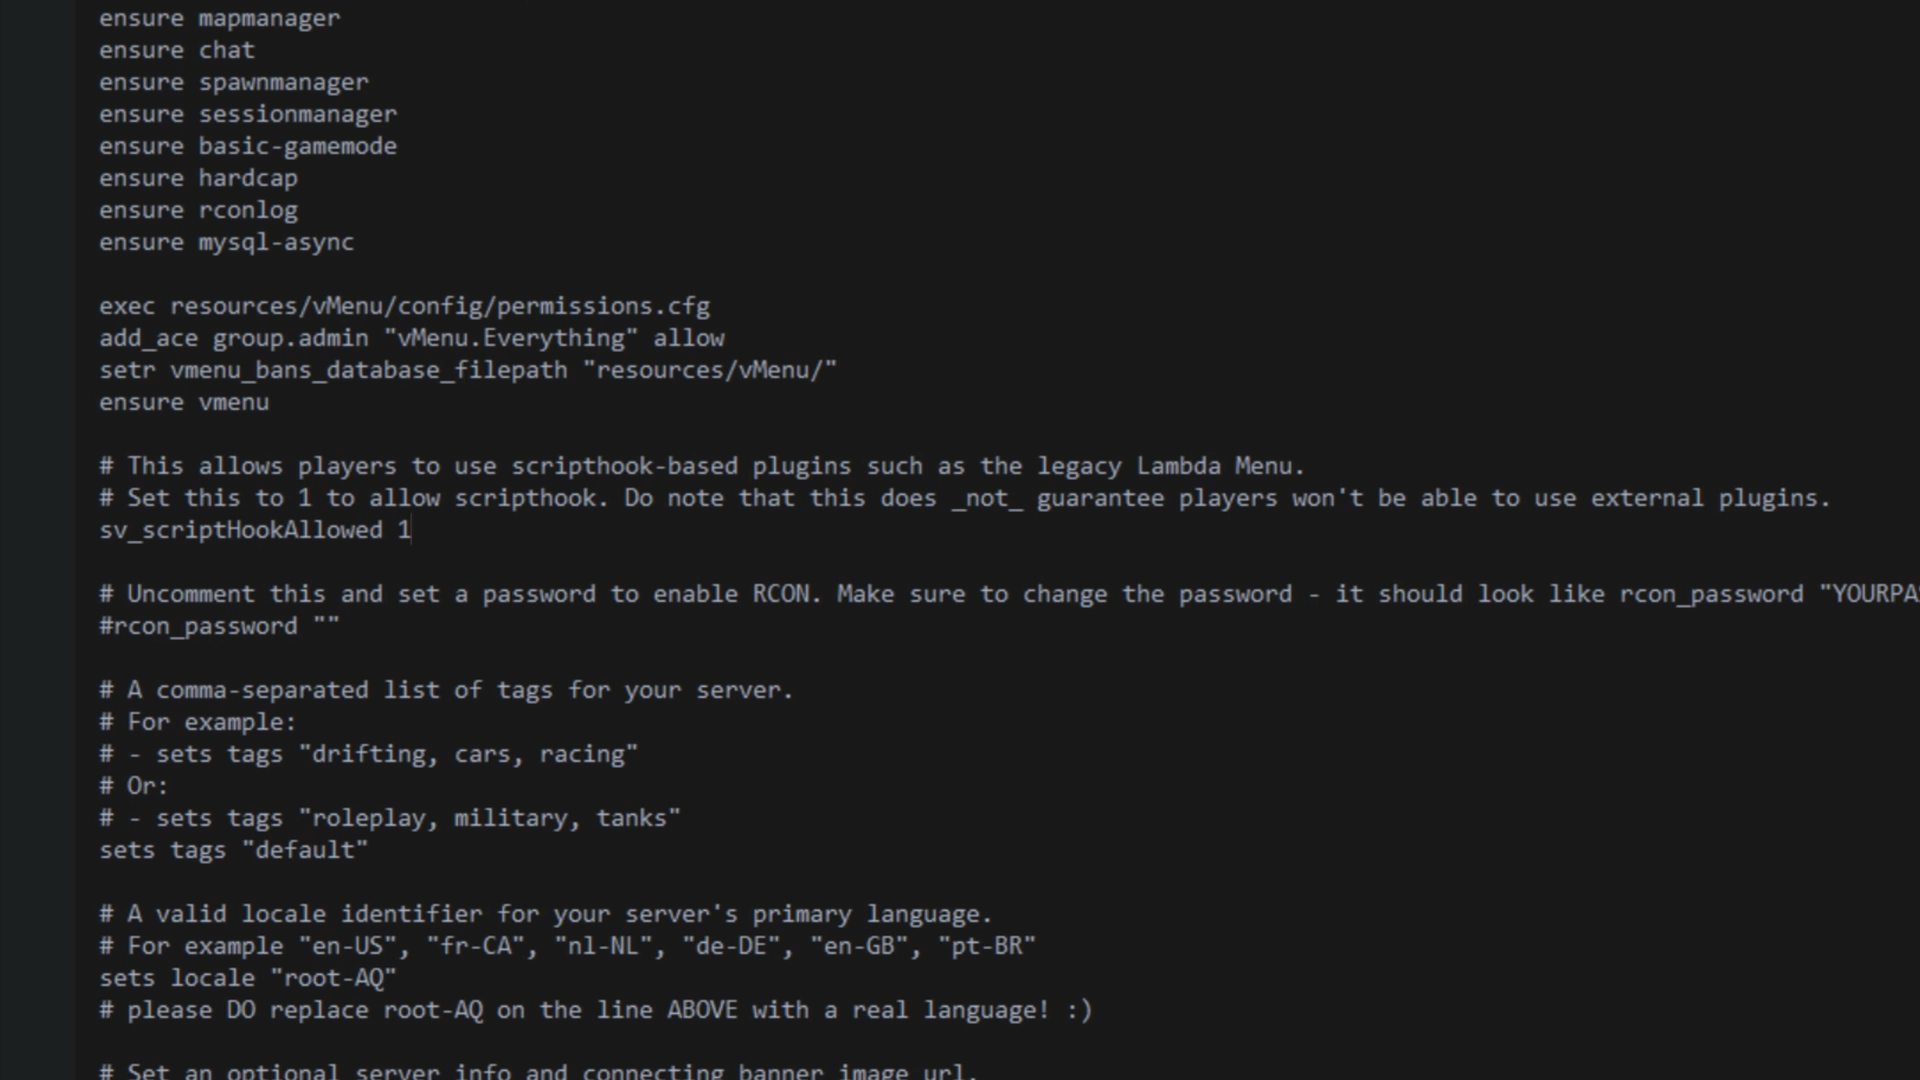 ensure mapmanager
ensure chat
ensure spawnmanager
ensure sessionmanager
ensure basic-gamemode
ensure hardcap
ensure rconlog
ensure mysql-async
exec resources/vMenu/config/permissions.cfg
add_ace group.admin "vMenu.Everything" allow
setr vmenu_bans_database_filepath "resources/vMenu/"
ensure vmenu
# This allows players to use scripthook-based plugins such as the legacy Lambda Menu.
# Set this to 1 to allow scripthook. Do note that this does _not_ guarantee players won't be able to use external plugins.
sv_scriptHookAllowed 1
# Uncomment this and set a password to enable RCON. Make sure to change the password - it should look like rcon_password "YOURPA
#rcon_password ""
# A comma-separated list of tags for your server.
# For example:
# - sets tags "drifting, cars, racing"
# Or:
# - sets tags "roleplay, military, tanks"
sets tags "default"
# A valid locale identifier for your server's primary language.
# For example "en-US", "fr-CA", "nl-NL", "de-DE", "en-GB", "pt-BR"
sets locale "root-AQ"
# please DO replace root-AQ on the line ABOVE with a real language! :)
# Set an optional server info and connecting banner image url.